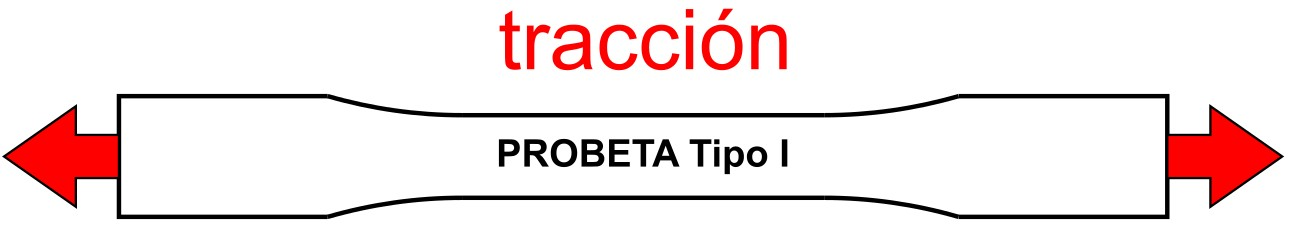 tracción
PROBETA Tipo I